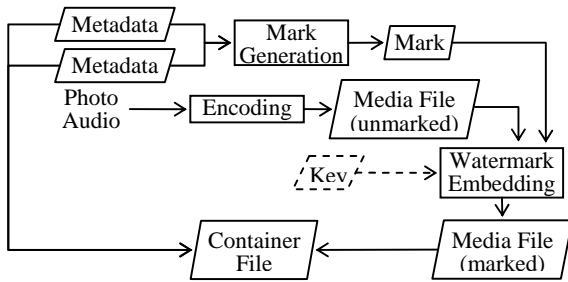 Metadata
Mark
Generation
Mark
Metadata
Photo
Audio
Encoding
Media File
(unmarked)
Key
Watermark
Embedding
Container
File
Media File
(marked)